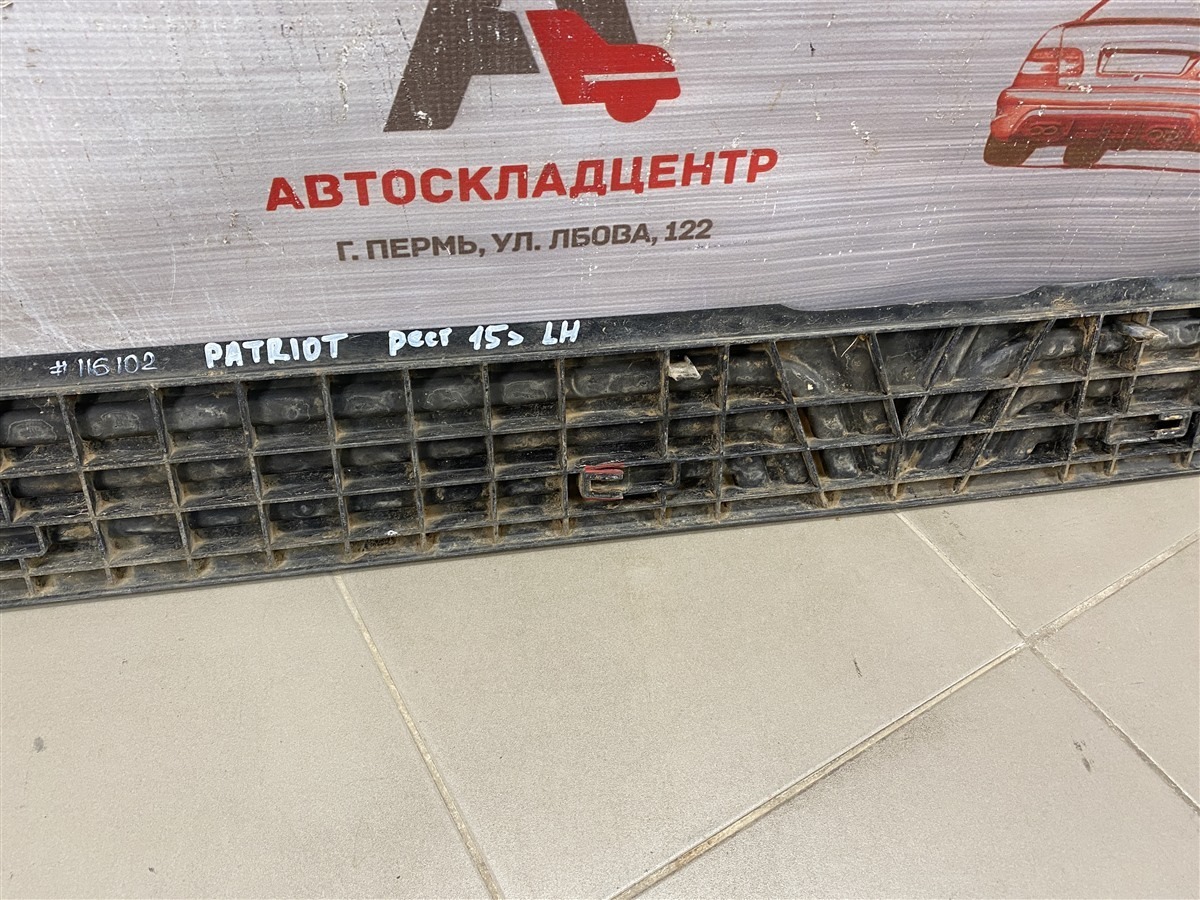 АВТОСКЛАДЦЕНТР
Г. ПЕРМЬ, УЛ. ЛБОВА, 122
#116102 PATRIOT рест 15> LH